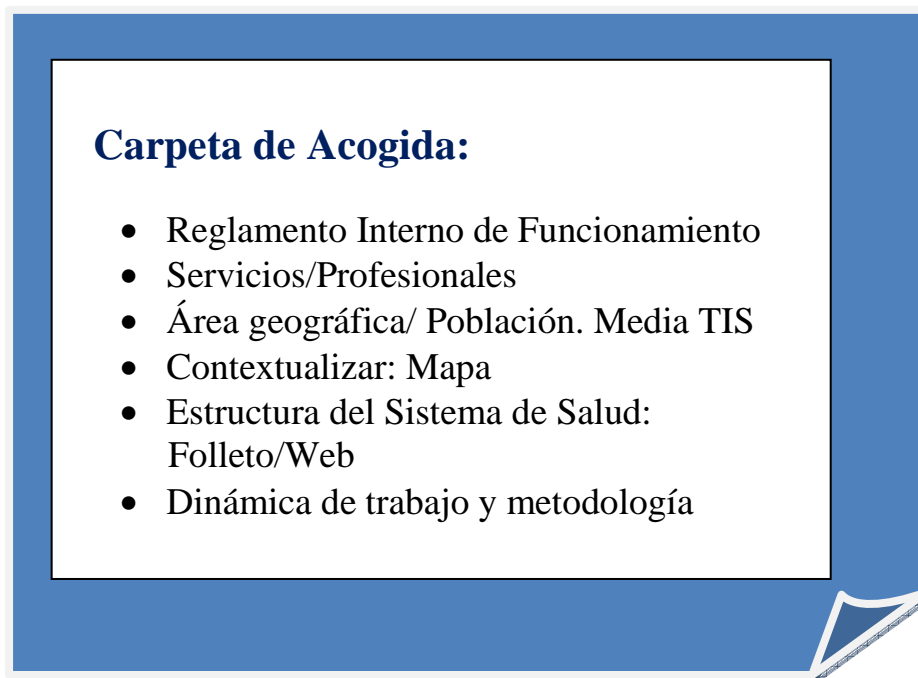 Carpeta de Acogida:
• Reglamento Interno de Funcionamiento
• Servicios/Profesionales
• Área geográfica/ Población. Media TIS
• Contextualizar: Mapa
• Estructura del Sistema de Salud:
Folleto/Web
• Dinámica de trabajo y metodología